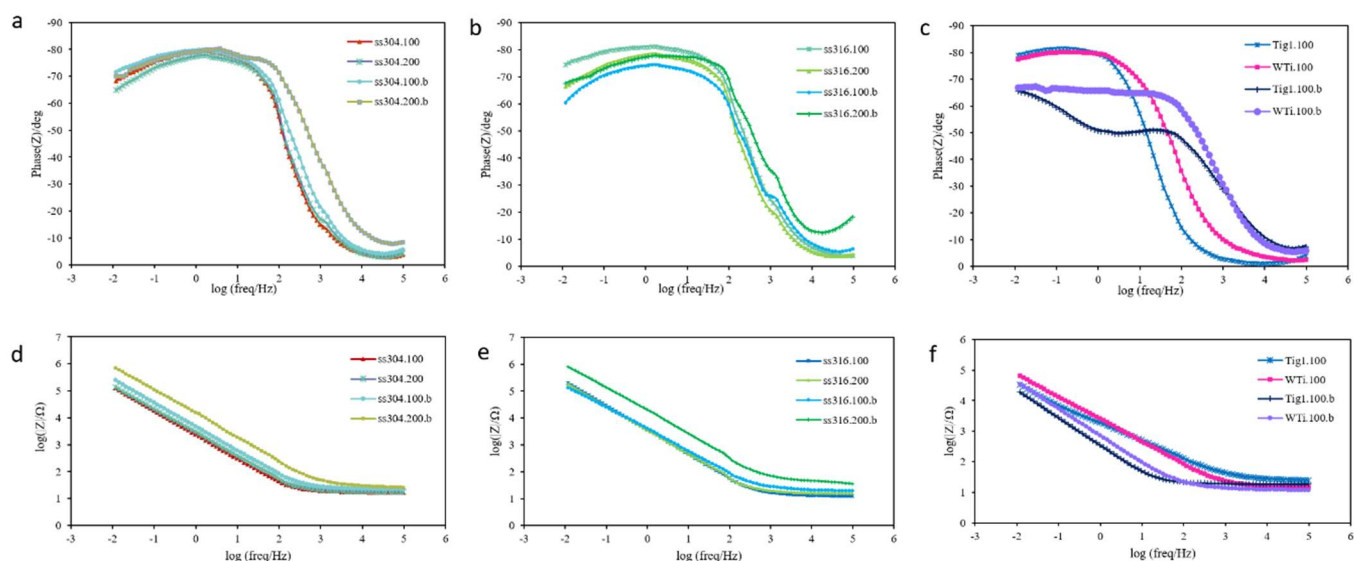 a
-90
-80
-70
-60
-50
-40
-30
-20
-10
0
Phase(Z)/deg
-3 -2 -1 0 1 2 3 4 5 6
log (freq/Hz)
ss304.100
ss304.200
ss304.100.b
ss304.200.b
b
-90
-80
-70
-60
-50
-40
-30
-20
-10
0
Phase(Z)/deg
-3 -2 -1 0 1 2 3 4 5 6
log (freq/Hz)
ss316.100
ss316.200
ss316.100.b
ss316.200.b
c
-90
-80
-70
-60
-50
-40
-30
-20
-10
0
Phase(Z)/deg
-3 -2 -1 0 1 2 3 4 5 6
log (freq/Hz)
Tig1.100
WTi.100
Tig1.100.b
WTi.100.b
d
7
6
5
4
3
2
1
0
log(Z/Ω)
-3 -2 -1 0 1 2 3 4 5 6
log (freq/Hz)
ss304.100
ss304.200
ss304.100.b
ss304.200.b
e
7
6
5
4
3
2
1
0
log(Z/Ω)
-3 -2 -1 0 1 2 3 4 5 6
log (freq/Hz)
ss316.100
ss316.200
ss316.100.b
ss316.200.b
f
6
5
4
3
2
1
0
log(Z/Ω)
-3 -2 -1 0 1 2 3 4 5 6
log (freq/Hz)
Tig1.100
WTi.100
Tig1.100.b
WTi.100.b